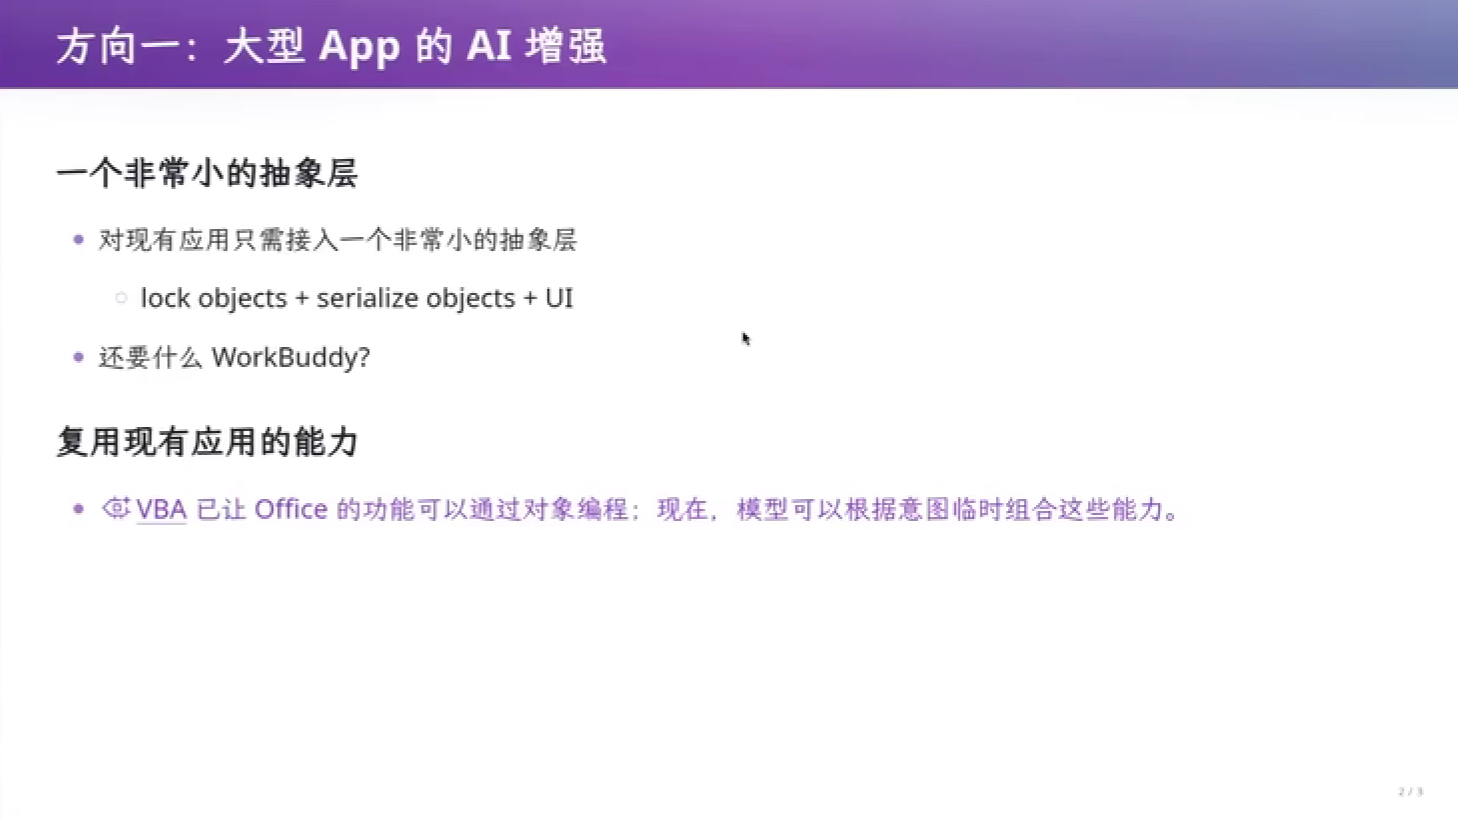 方向一：大型 App 的 AI 增强
一个非常小的抽象层
对现有应用只需接入一个非常小的抽象层
lock objects + serialize objects + UI
还要什么 WorkBuddy?
复用现有应用的能力
VBA 已让 Office 的功能可以通过对象编程；现在，模型可以根据意图临时组合这些能力。
2 / 3